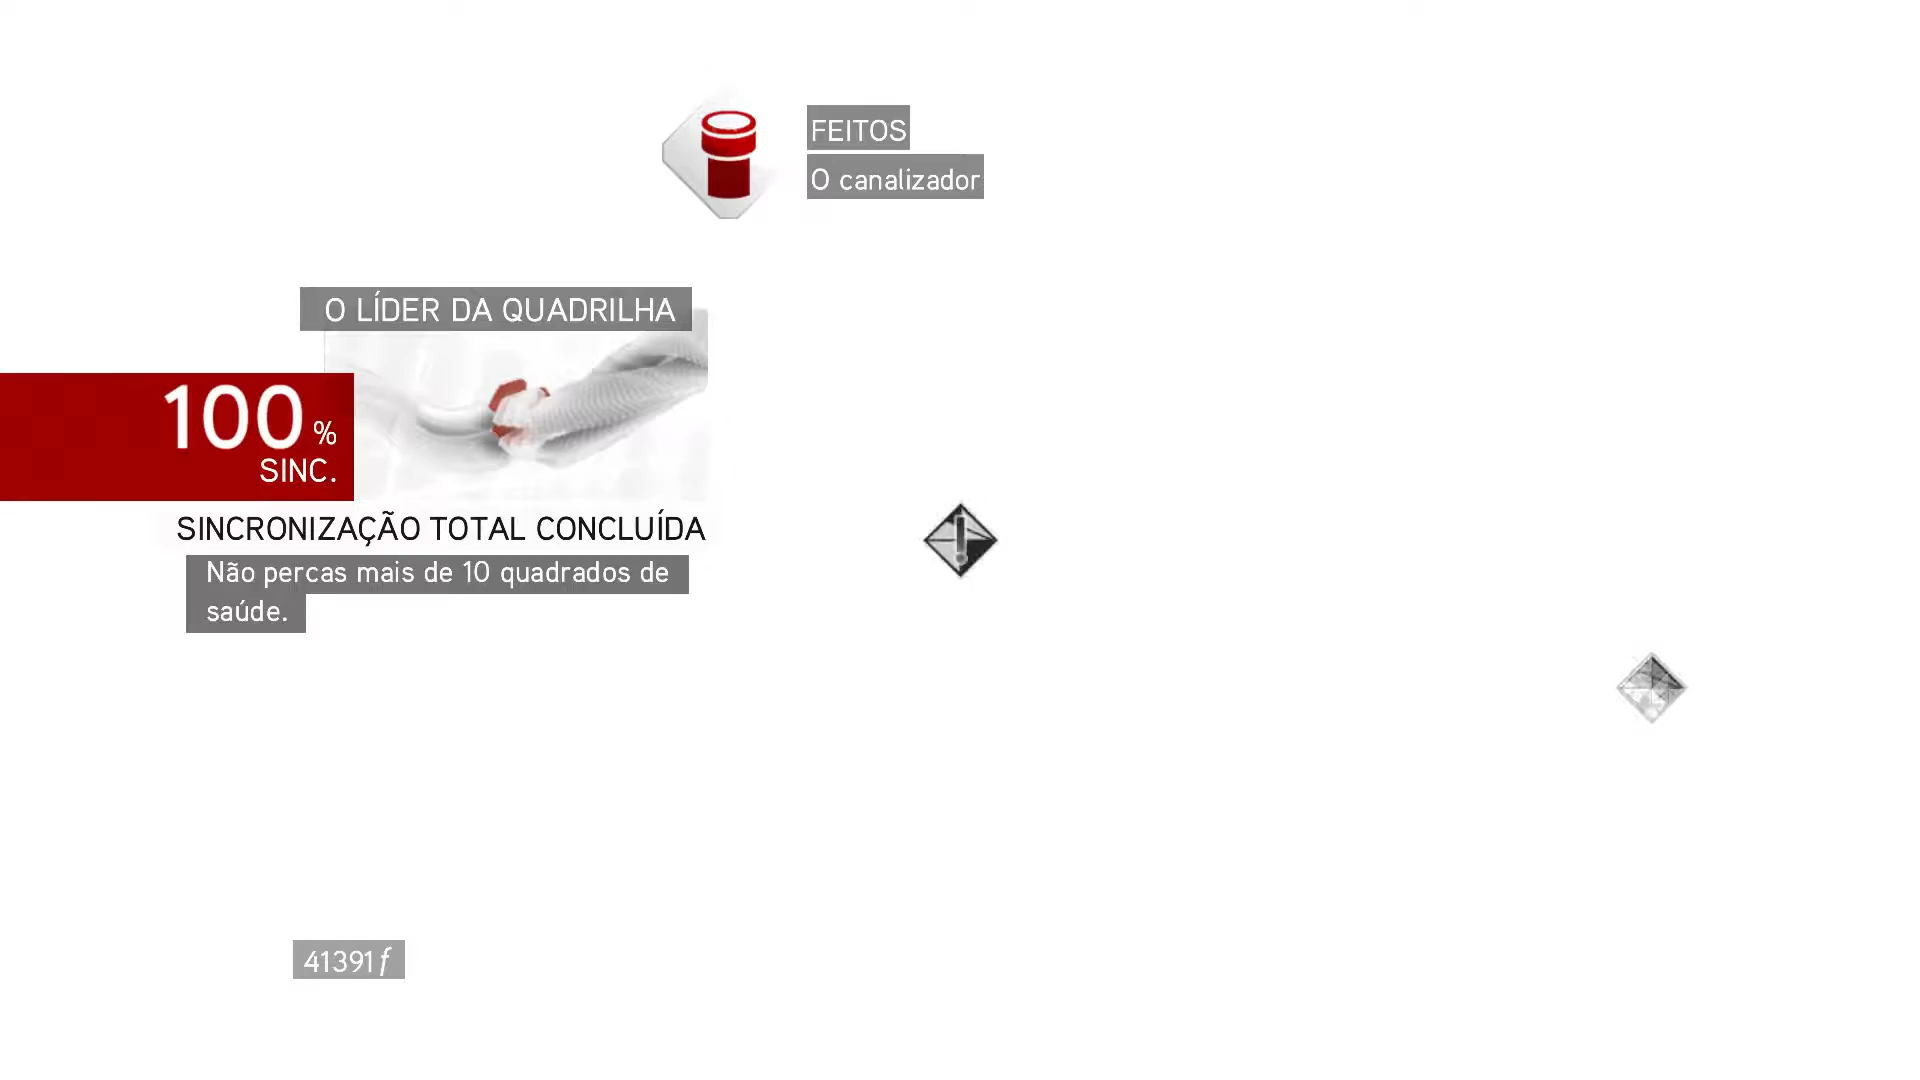 FEITOS
O canalizador
O LÍDER DA QUADRILHA
100 %
SINC.
SINCRONIZAÇÃO TOTAL CONCLUÍDA
Não percas mais de 10 quadrados de
saúde.
41391 ƒ